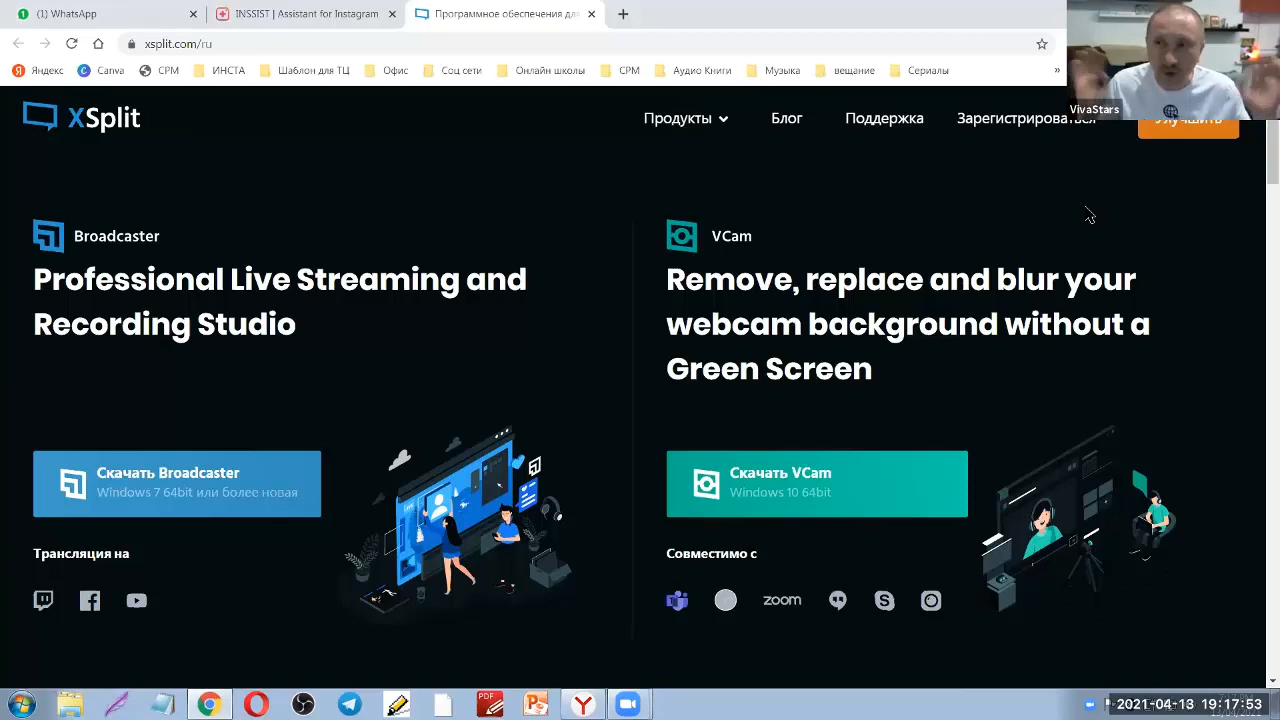 (1) WhatsApp
INSSIST | Assistant for Instagram
Программное обеспечения для
xsplit.com/ru
Яндекс
Canva
СРМ
ИНСТА
Шаблон для ТЦ
Офис
Соц сети
Онлайн школы
СРМ
Аудио Книги
Музыка
вещание
Сериалы
»
VivaStars
XSplit
Продукты
Блог
Поддержка
Зарегистрироваться
Улучшить
Broadcaster
Professional Live Streaming and
Recording Studio
Скачать Broadcaster
Windows 7 64bit или более новая
Трансляция на
VCam
Remove, replace and blur your
webcam background without a
Green Screen
Скачать VCam
Windows 10 64bit
Совместимо с
zoom
PDF
2021-04-13 19:17:53